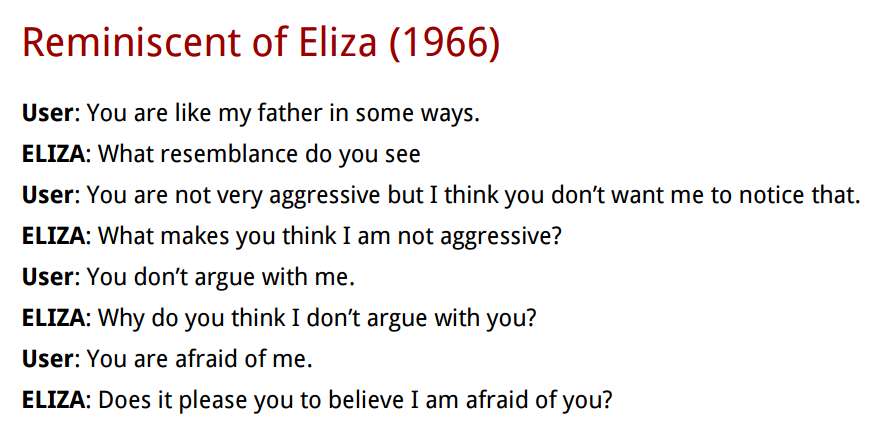 Reminiscent of Eliza (1966)
User: You are like my father in some ways.
ELIZA: What resemblance do you see
User: You are not very aggressive but I think you don’t want me to notice that.
ELIZA: What makes you think I am not aggressive?
User: You don’t argue with me.
ELIZA: Why do you think I don’t argue with you?
User: You are afraid of me.
ELIZA: Does it please you to believe I am afraid of you?